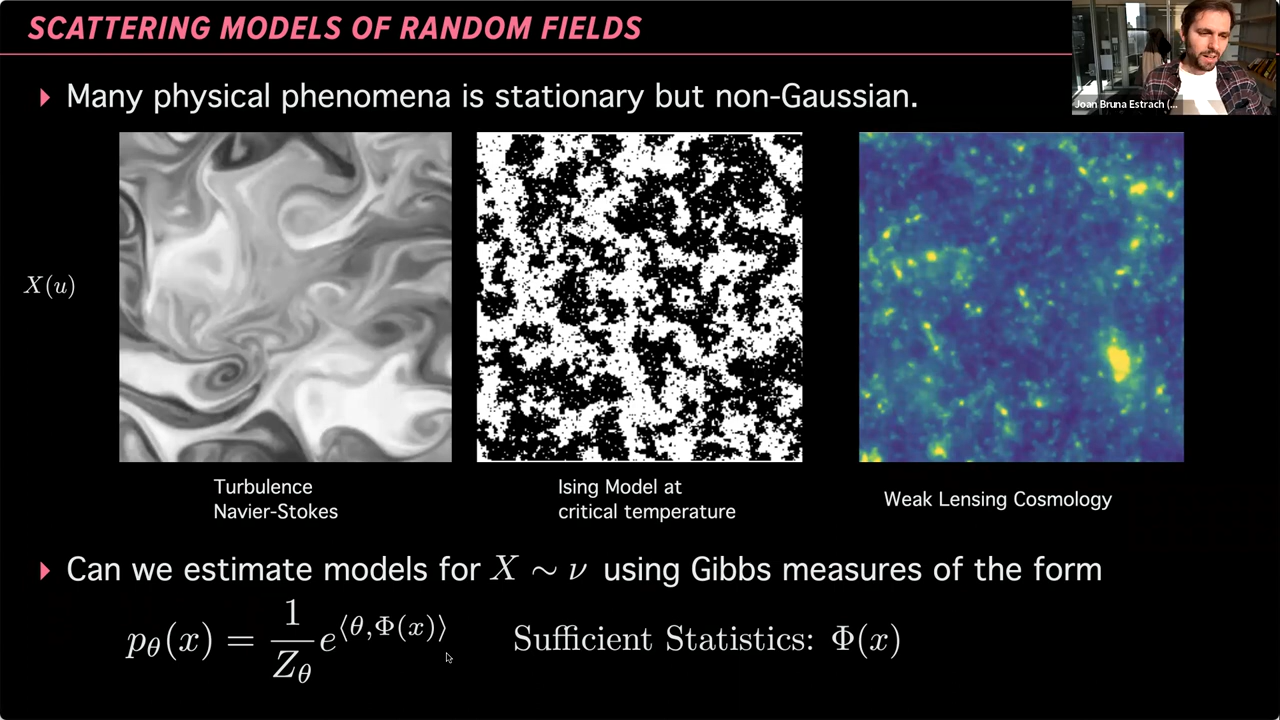 SCATTERING MODELS OF RANDOM FIELDS
Joan Bruna Estrach (...
Many physical phenomena is stationary but non-Gaussian.
X(u)
Turbulence
Navier-Stokes
Ising Model at
critical temperature
Weak Lensing Cosmology
Can we estimate models for X ∼ ν using Gibbs measures of the form
p_θ(x) = 1/Z_θ e^{⟨θ,Φ(x)⟩} Sufficient Statistics: Φ(x)